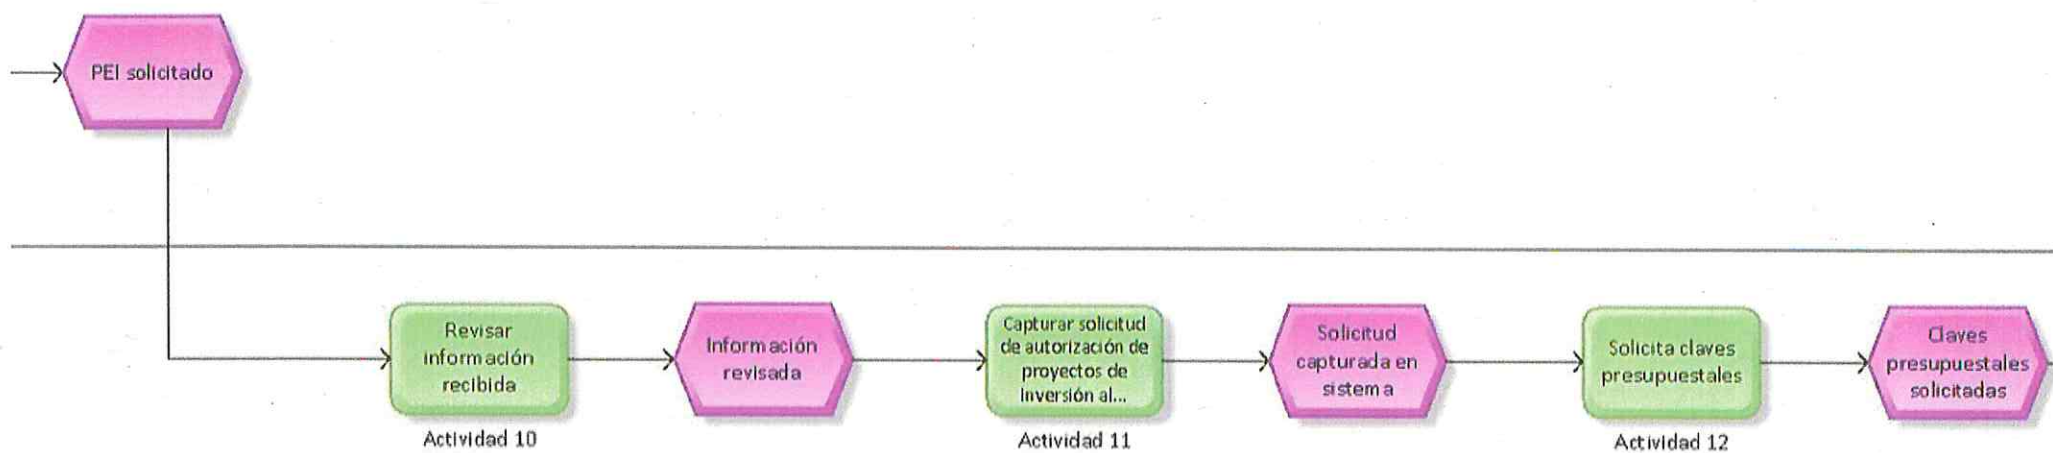 PEI solicitado
Revisar
información
recibida
Actividad 10
Información
revisada
Capturar solicitud
de autorización de
proyectos de
inversión al...
Actividad 11
Solicitud
capturada en
sistema
Solicita claves
presupuestales
Actividad 12
Claves
presupuestales
solicitadas